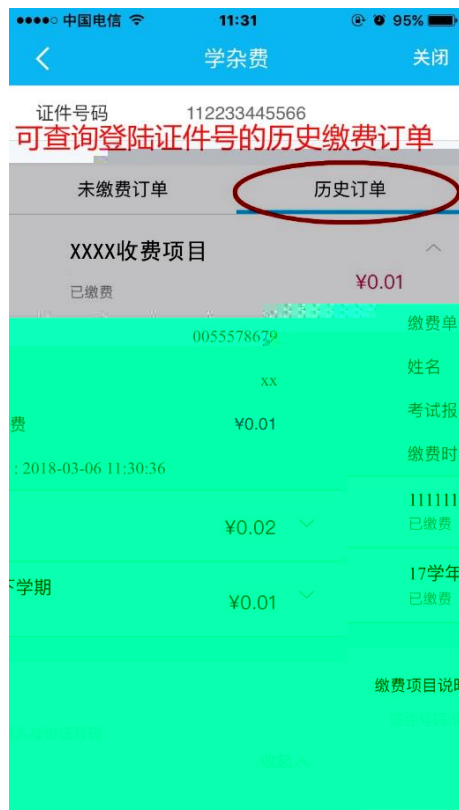 中国电信 11:31 95%
学杂费 关闭
证件号码 112233445566
可查询登陆证件号的历史缴费订单
未缴费订单 历史订单
XXXX收费项目
¥0.01
已缴费
缴费单
0055578679
姓名
xx
考试报
费 ¥0.01
缴费时
: 2018-03-06 11:30:36
111111
¥0.02 已缴费
17学年
下学期 ¥0.01 已缴费
缴费项目说明